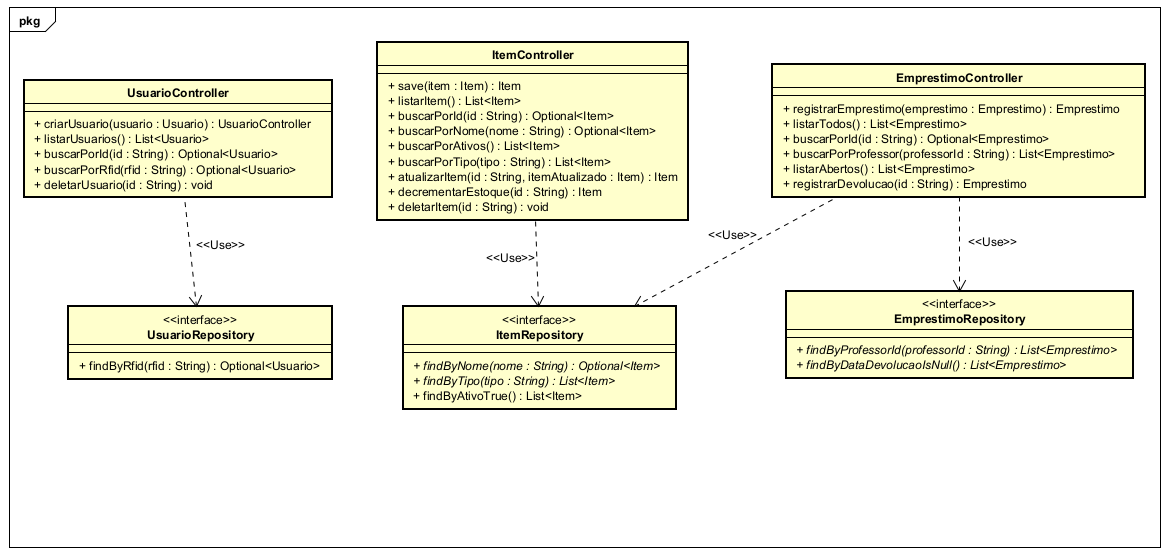 pkg
UsuarioController
+ criarUsuario(usuario : Usuario) : UsuarioController
+ listarUsuarios() : List<Usuario>
+ buscarPorId(id : String) : Optional<Usuario>
+ buscarPorRfid(rfid : String) : Optional<Usuario>
+ deletarUsuario(id : String) : void
ItemController
+ save(item : Item) : Item
+ listarItem() : List<Item>
+ buscarPorId(id : String) : Optional<Item>
+ buscarPorNome(nome : String) : Optional<Item>
+ buscarPorAtivos() : List<Item>
+ buscarPorTipo(tipo : String) : List<Item>
+ atualizarItem(id : String, itemAtualizado : Item) : Item
+ decrementarEstoque(id : String) : Item
+ deletarItem(id : String) : void
EmprestimoController
+ registrarEmprestimo(emprestimo : Emprestimo) : Emprestimo
+ listarTodos() : List<Emprestimo>
+ buscarPorId(id : String) : Optional<Emprestimo>
+ buscarPorProfessor(professorId : String) : List<Emprestimo>
+ listarAbertos() : List<Emprestimo>
+ registrarDevolucao(id : String) : Emprestimo
<<Use>>
<<Use>>
<<Use>>
<<Use>>
<<interface>>
UsuarioRepository
+ findByRfid(rfid : String) : Optional<Usuario>
<<interface>>
ItemRepository
+ findByNome(nome : String) : Optional<Item>
+ findByTipo(tipo : String) : List<Item>
+ findByAtivoTrue() : List<Item>
<<interface>>
EmprestimoRepository
+ findByProfessorId(professorId : String) : List<Emprestimo>
+ findByDataDevolucaoIsNull() : List<Emprestimo>